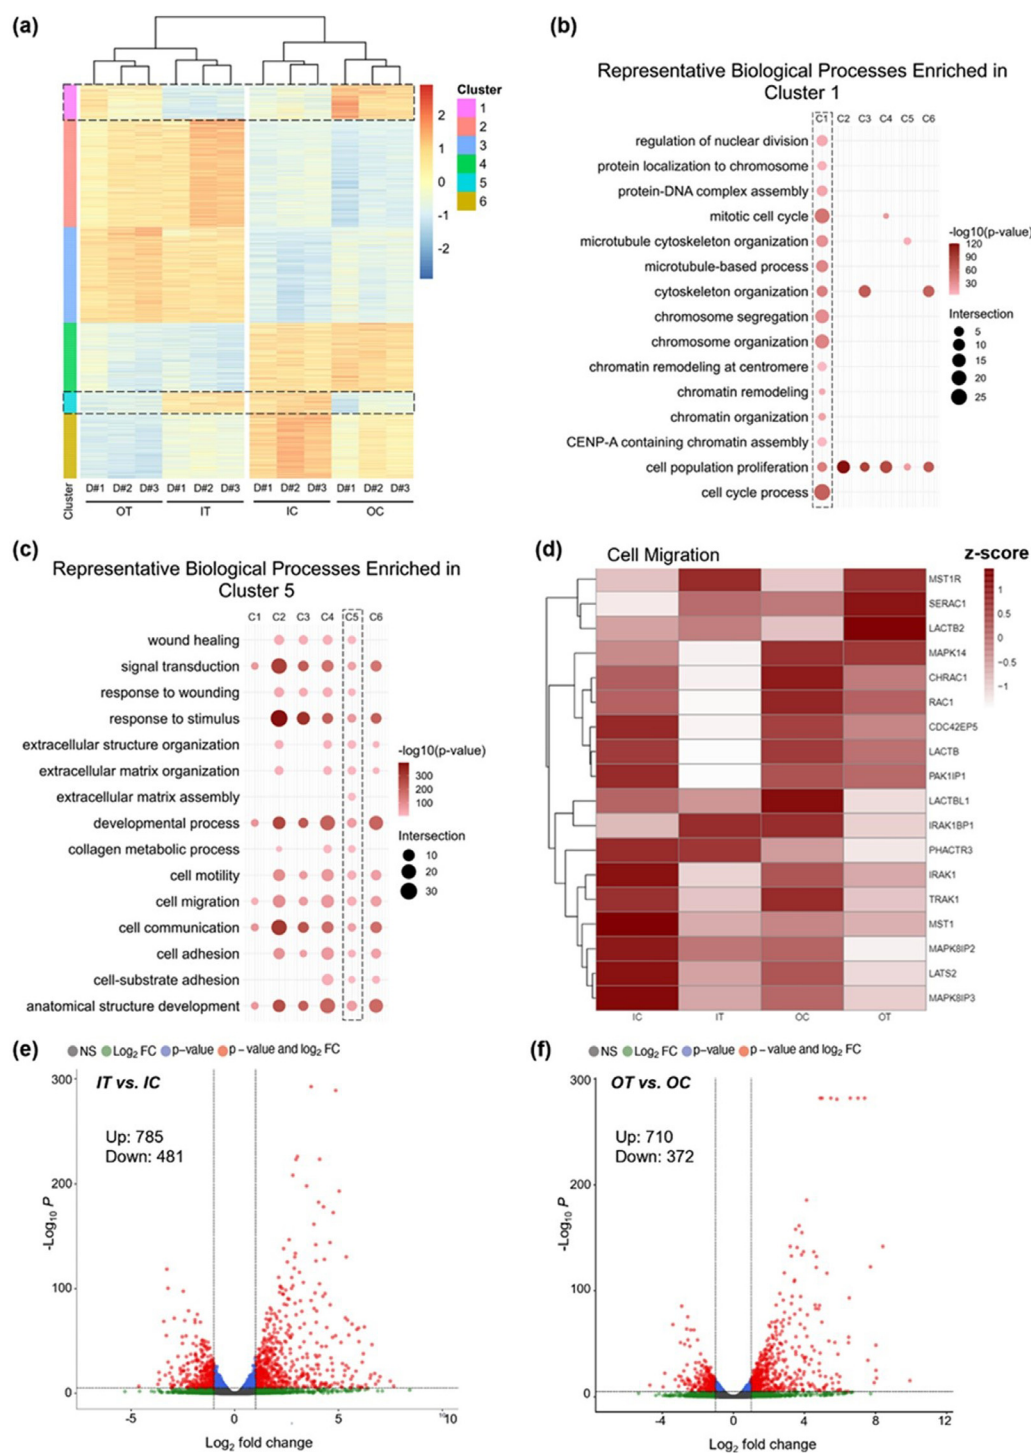 (a)
Cluster
1
2
3
4
5
6
2
1
0
-1
-2
Cluster
D#1 D#2 D#3 D#1 D#2 D#3 D#1 D#2 D#3 D#1 D#2 D#3
OT IT IC OC
(b)
Representative Biological Processes Enriched in
Cluster 1
C1 C2 C3 C4 C5 C6
regulation of nuclear division
protein localization to chromosome
protein-DNA complex assembly
mitotic cell cycle
microtubule cytoskeleton organization
microtubule-based process
cytoskeleton organization
chromosome segregation
chromosome organization
chromatin remodeling at centromere
chromatin remodeling
chromatin organization
CENP-A containing chromatin assembly
cell population proliferation
cell cycle process
-log10(p-value)
120
90
60
30
Intersection
5
10
15
20
25
(c)
Representative Biological Processes Enriched in
Cluster 5
C1 C2 C3 C4 C5 C6
wound healing
signal transduction
response to wounding
response to stimulus
extracellular structure organization
extracellular matrix organization
extracellular matrix assembly
developmental process
collagen metabolic process
cell motility
cell migration
cell communication
cell adhesion
cell-substrate adhesion
anatomical structure development
-log10(p-value)
300
200
100
Intersection
10
20
30
(d)
Cell Migration
z-score
1
0.5
0
-0.5
-1
MST1R
SERAC1
LACTB2
MAPK14
CHRAC1
RAC1
CDC42EP5
LACTB
PAK1IP1
LACTBL1
IRAK1BP1
PHACTR3
IRAK1
TRAK1
MST1
MAPK8IP2
LATS2
MAPK8IP3
IC IT OC OT
(e)
NS Log2 FC p-value p - value and log2 FC
IT vs. IC
Up: 785
Down: 481
300
200
100
0
-Log10 P
-5 0 5 10 10
Log2 fold change
(f)
NS Log2 FC p-value p - value and log2 FC
OT vs. OC
Up: 710
Down: 372
300
200
100
0
-Log10 P
-4 0 4 8 12
Log2 fold change